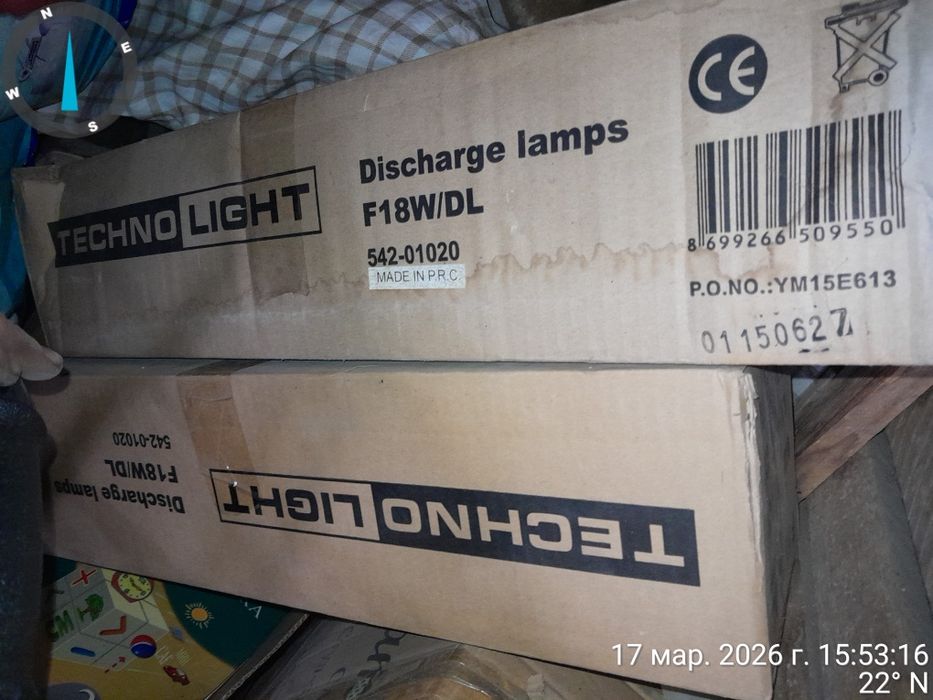 N
E
W
S
TECHNO LIGHT
Discharge lamps
F18W/DL
542-01020
MADE IN P.R.C
CE
8 699266 509550
P.O.NO.:YM15E613
01150627
TECHNO LIGHT
Discharge lamps
F18W/DL
542-01020
17 мар. 2026 г. 15:53:16
22° N